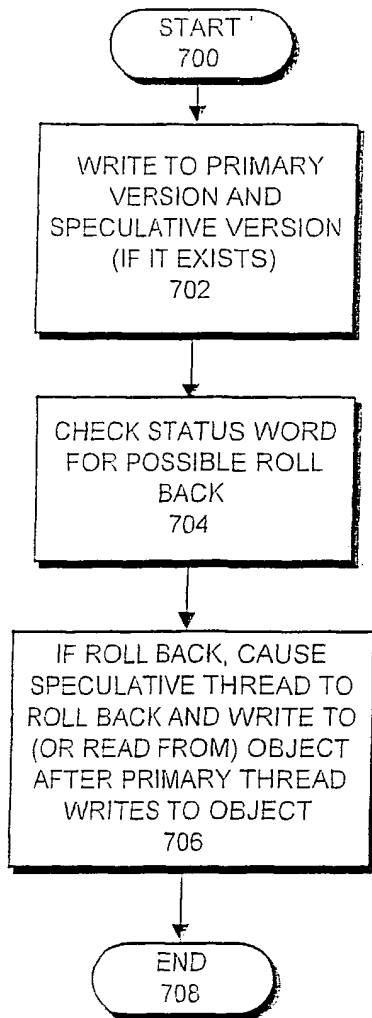 START
700
WRITE TO PRIMARY
VERSION AND
SPECULATIVE VERSION
(IF IT EXISTS)
702
CHECK STATUS WORD
FOR POSSIBLE ROLL
BACK
704
IF ROLL BACK, CAUSE
SPECULATIVE THREAD TO
ROLL BACK AND WRITE TO
(OR READ FROM) OBJECT
AFTER PRIMARY THREAD
WRITES TO OBJECT
706
END
708